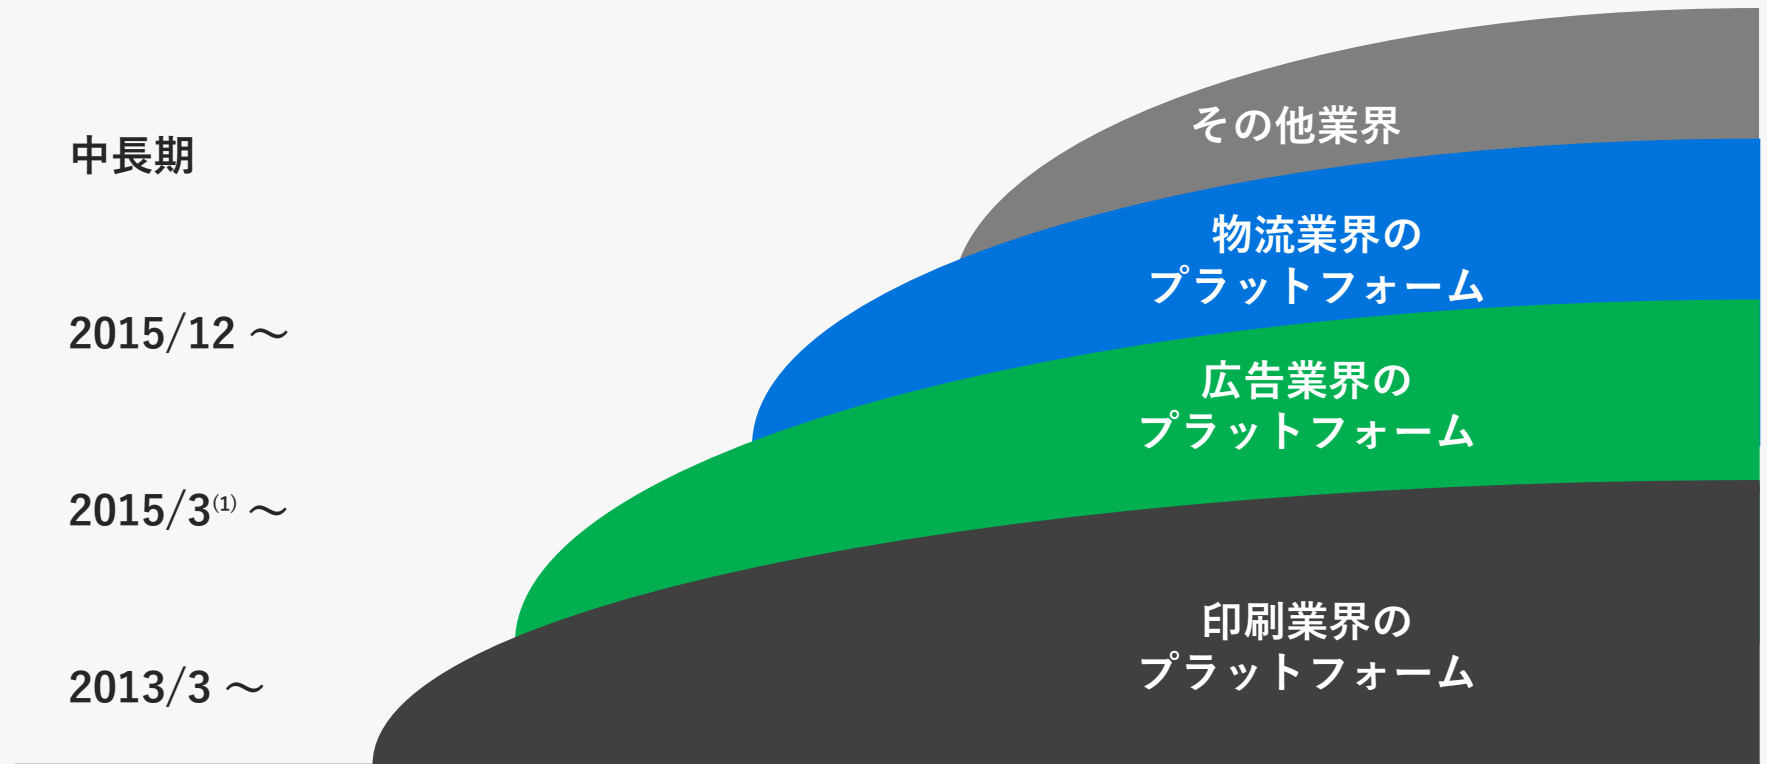 中長期
その他業界
物流業界の
プラットフォーム
2015/12 ～
広告業界の
プラットフォーム
2015/3(1) ～
印刷業界の
プラットフォーム
2013/3 ～